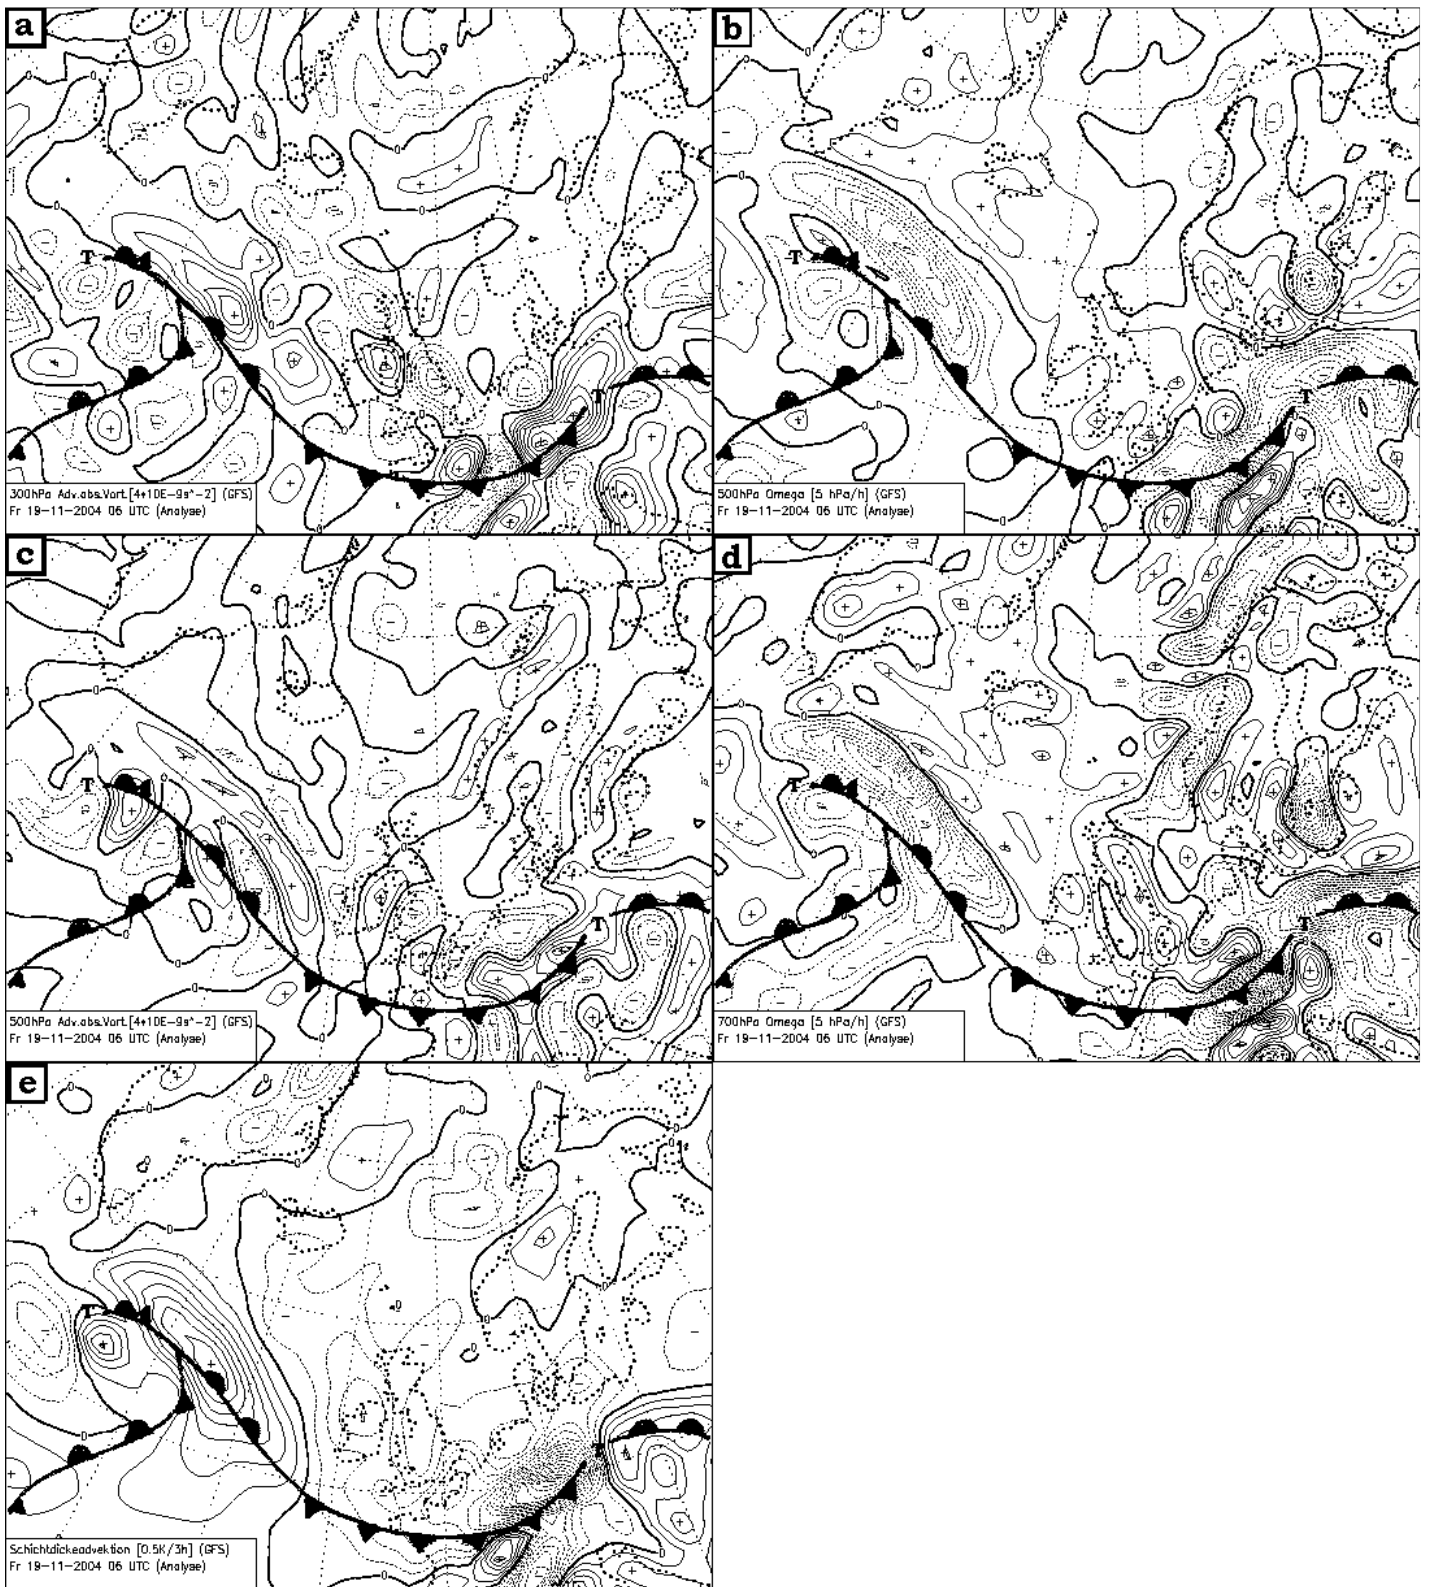 a
300hPa Adv.abs.Vort.[4*10E-9s^-2] (GFS)
Fr 19-11-2004 06 UTC (Analyse)
b
500hPa Omega [5 hPa/h] (GFS)
Fr 19-11-2004 06 UTC (Analyse)
c
500hPa Adv.abs.Vort.[4*10E-9s^-2] (GFS)
Fr 19-11-2004 06 UTC (Analyse)
d
700hPa Omega [5 hPa/h] (GFS)
Fr 19-11-2004 06 UTC (Analyse)
e
Schichtdickeadvektion [0.5K/3h] (GFS)
Fr 19-11-2004 06 UTC (Analyse)